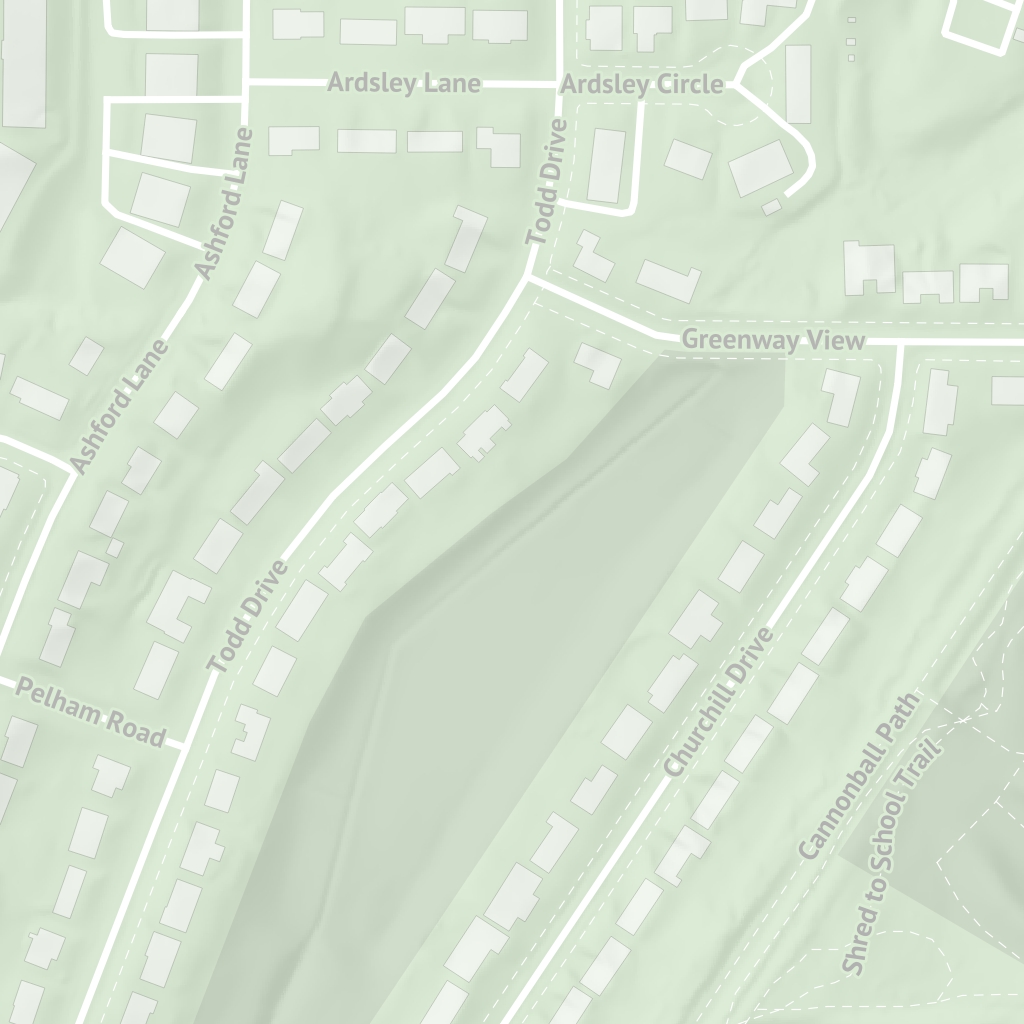 Ardsley Lane
Ardsley Circle
Ashford Lane
Todd Drive
Greenway View
Ashford Lane
Todd Drive
Pelham Road
Churchill Drive
Cannonball Path
Shred to School Trail